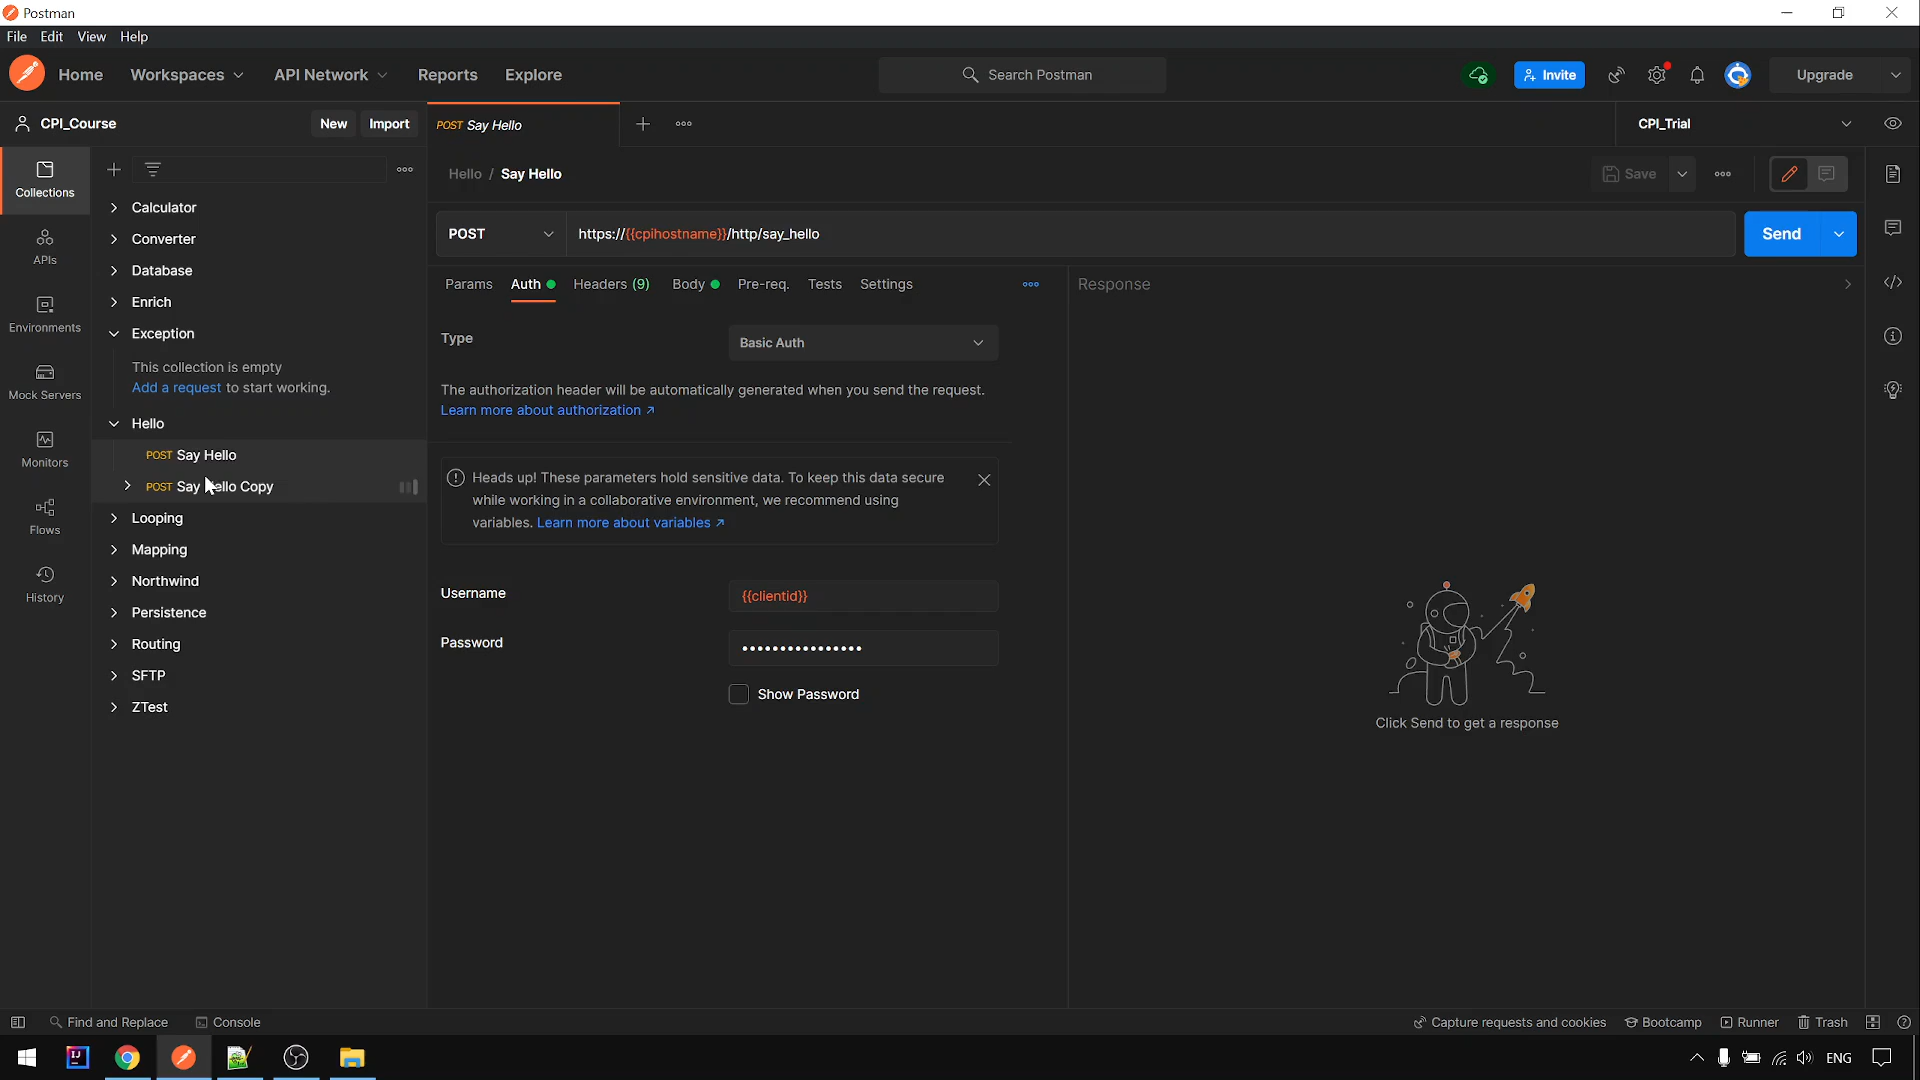 Postman
File Edit View Help
Home Workspaces API Network Reports Explore
Search Postman
Invite
Upgrade
CPI_Course
New Import
POST Say Hello
CPI_Trial
Collections
APIs
Environments
Mock Servers
Monitors
Flows
History
Calculator
Converter
Database
Enrich
Exception
This collection is empty
Add a request to start working.
Hello
POST Say Hello
POST Say Hello Copy
Looping
Mapping
Northwind
Persistence
Routing
SFTP
ZTest
Hello / Say Hello
Save
POST https://{{cpihostname}}/http/say_hello
Send
Params Auth Headers (9) Body Pre-req. Tests Settings
Type
Basic Auth
The authorization header will be automatically generated when you send the request.
Learn more about authorization ↗
Heads up! These parameters hold sensitive data. To keep this data secure
while working in a collaborative environment, we recommend using
variables. Learn more about variables ↗
Username {{clientid}}
Password ••••••••••••••••
Show Password
Response
Click Send to get a response
Find and Replace Console
Capture requests and cookies Bootcamp Runner Trash
ENG